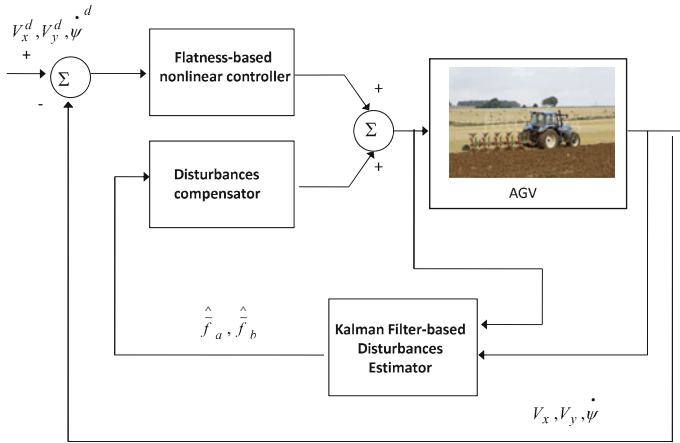 V_x^d , V_y^d , ψ̇^d
+
Σ
-
Flatness-based
nonlinear controller
+
Σ
+
Disturbances
compensator
AGV
f̃̂_a , f̃̂_b
Kalman Filter-based
Disturbances
Estimator
V_x , V_y , ψ̇